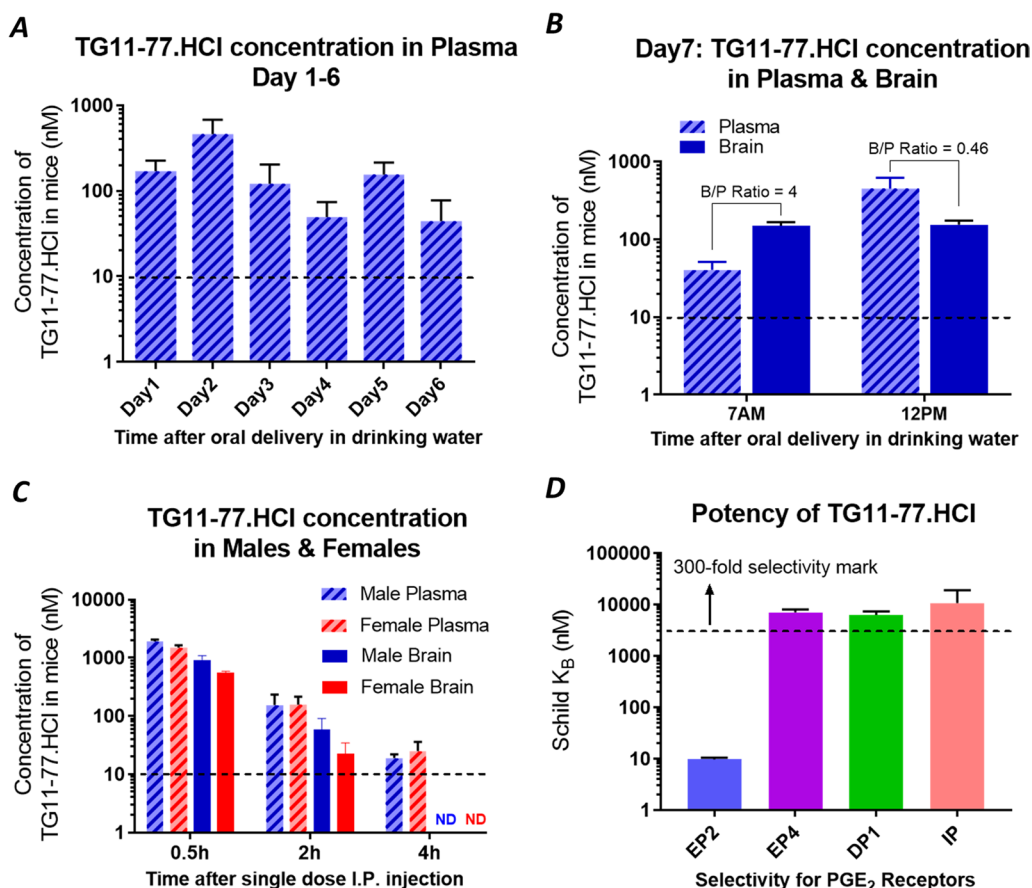 A
TG11-77.HCl concentration in Plasma
Day 1-6
Concentration of
TG11-77.HCl in mice (nM)
1000
100
10
1
Day1 Day2 Day3 Day4 Day5 Day6
Time after oral delivery in drinking water
B
Day7: TG11-77.HCl concentration
in Plasma & Brain
Plasma
Brain
Concentration of
TG11-77.HCl in mice (nM)
1000
100
10
1
B/P Ratio = 4
B/P Ratio = 0.46
7AM 12PM
Time after oral delivery in drinking water
C
TG11-77.HCl concentration
in Males & Females
Male Plasma
Female Plasma
Male Brain
Female Brain
Concentration of
TG11-77.HCl in mice (nM)
10000
1000
100
10
1
ND ND
0.5h 2h 4h
Time after single dose I.P. injection
D
Potency of TG11-77.HCl
300-fold selectivity mark
Schild KB (nM)
100000
10000
1000
100
10
1
EP2 EP4 DP1 IP
Selectivity for PGE2 Receptors